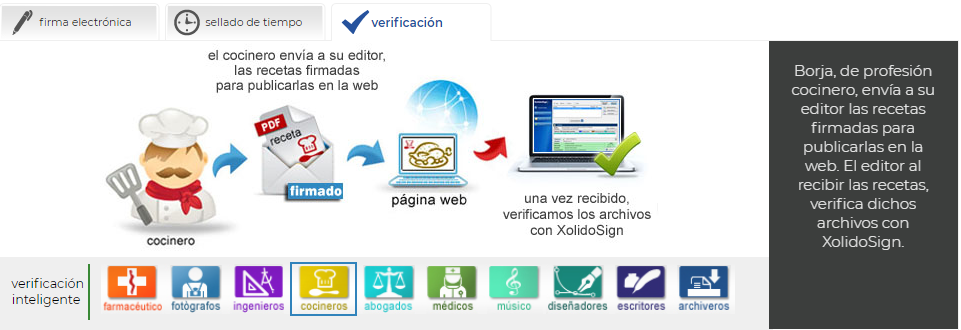 firma electrónica
sellado de tiempo
verificación
el cocinero envía a su editor,
las recetas firmadas
para publicarlas en la web
PDF
receta
firmado
cocinero
página web
una vez recibido,
verificamos los archivos
con XolidoSign
Borja, de profesión
cocinero, envía a su
editor las recetas
firmadas para
publicarlas en la
web. El editor al
recibir las recetas,
verifica dichos
archivos con
XolidoSign.
verificación
inteligente
farmacéutico
fotógrafos
ingenieros
cocineros
abogados
médicos
músico
diseñadores
escritores
archiveros